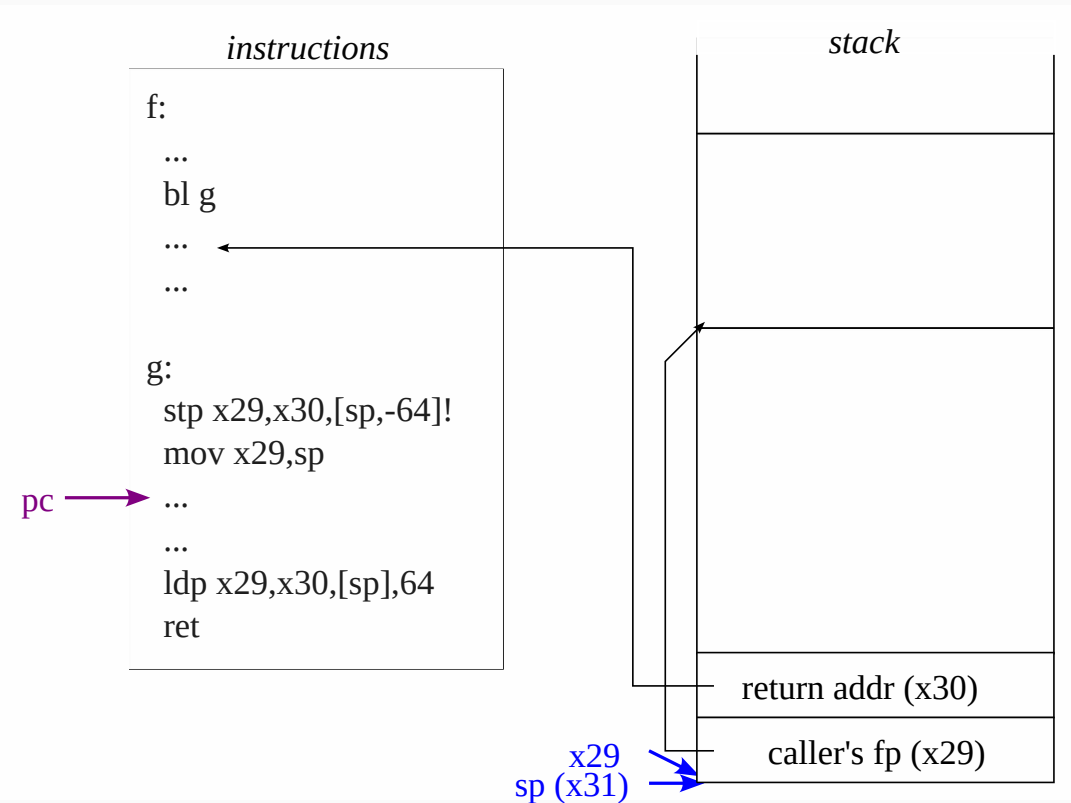 instructions
f:
...
bl g
...
...
g:
stp x29,x30,[sp,-64]!
mov x29,sp
pc
...
...
ldp x29,x30,[sp],64
ret
stack
return addr (x30)
caller's fp (x29)
x29
sp (x31)